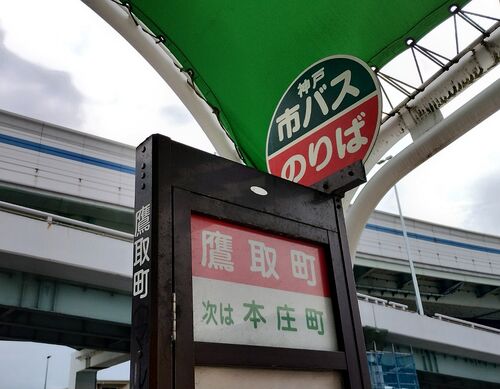 神戸
市バス
のりば
鷹取町
鷹取町
次は 本庄町